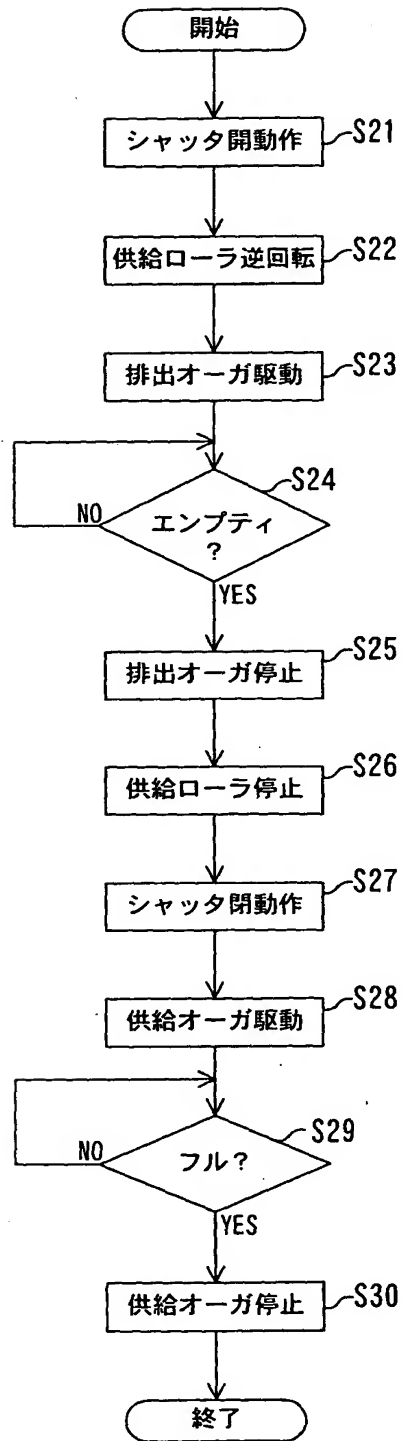 開始
シャッタ開動作
S21
供給ローラ逆回転
S22
排出オーガ駆動
S23
S24
エンプティ
?
NO
YES
排出オーガ停止
S25
供給ローラ停止
S26
シャッタ閉動作
S27
供給オーガ駆動
S28
S29
フル?
NO
YES
供給オーガ停止
S30
終了